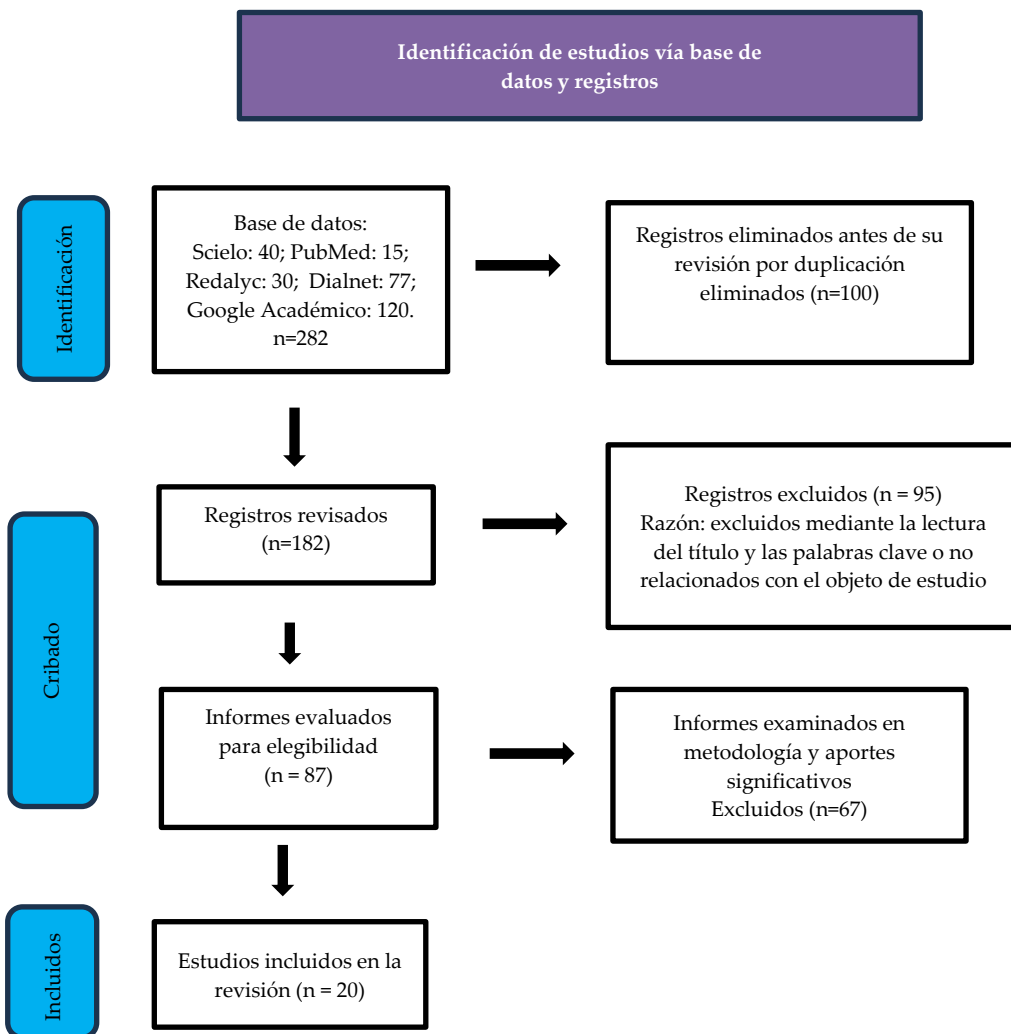 Identificación de estudios vía base de
datos y registros
Identificación
Base de datos:
Scielo: 40; PubMed: 15;
Redalyc: 30; Dialnet: 77;
Google Académico: 120.
n=282
Registros eliminados antes de su
revisión por duplicación
eliminados (n=100)
Cribado
Registros revisados
(n=182)
Registros excluidos (n = 95)
Razón: excluidos mediante la lectura
del título y las palabras clave o no
relacionados con el objeto de estudio
Informes evaluados
para elegibilidad
(n = 87)
Informes examinados en
metodología y aportes
significativos
Excluidos (n=67)
Incluidos
Estudios incluidos en la
revisión (n = 20)